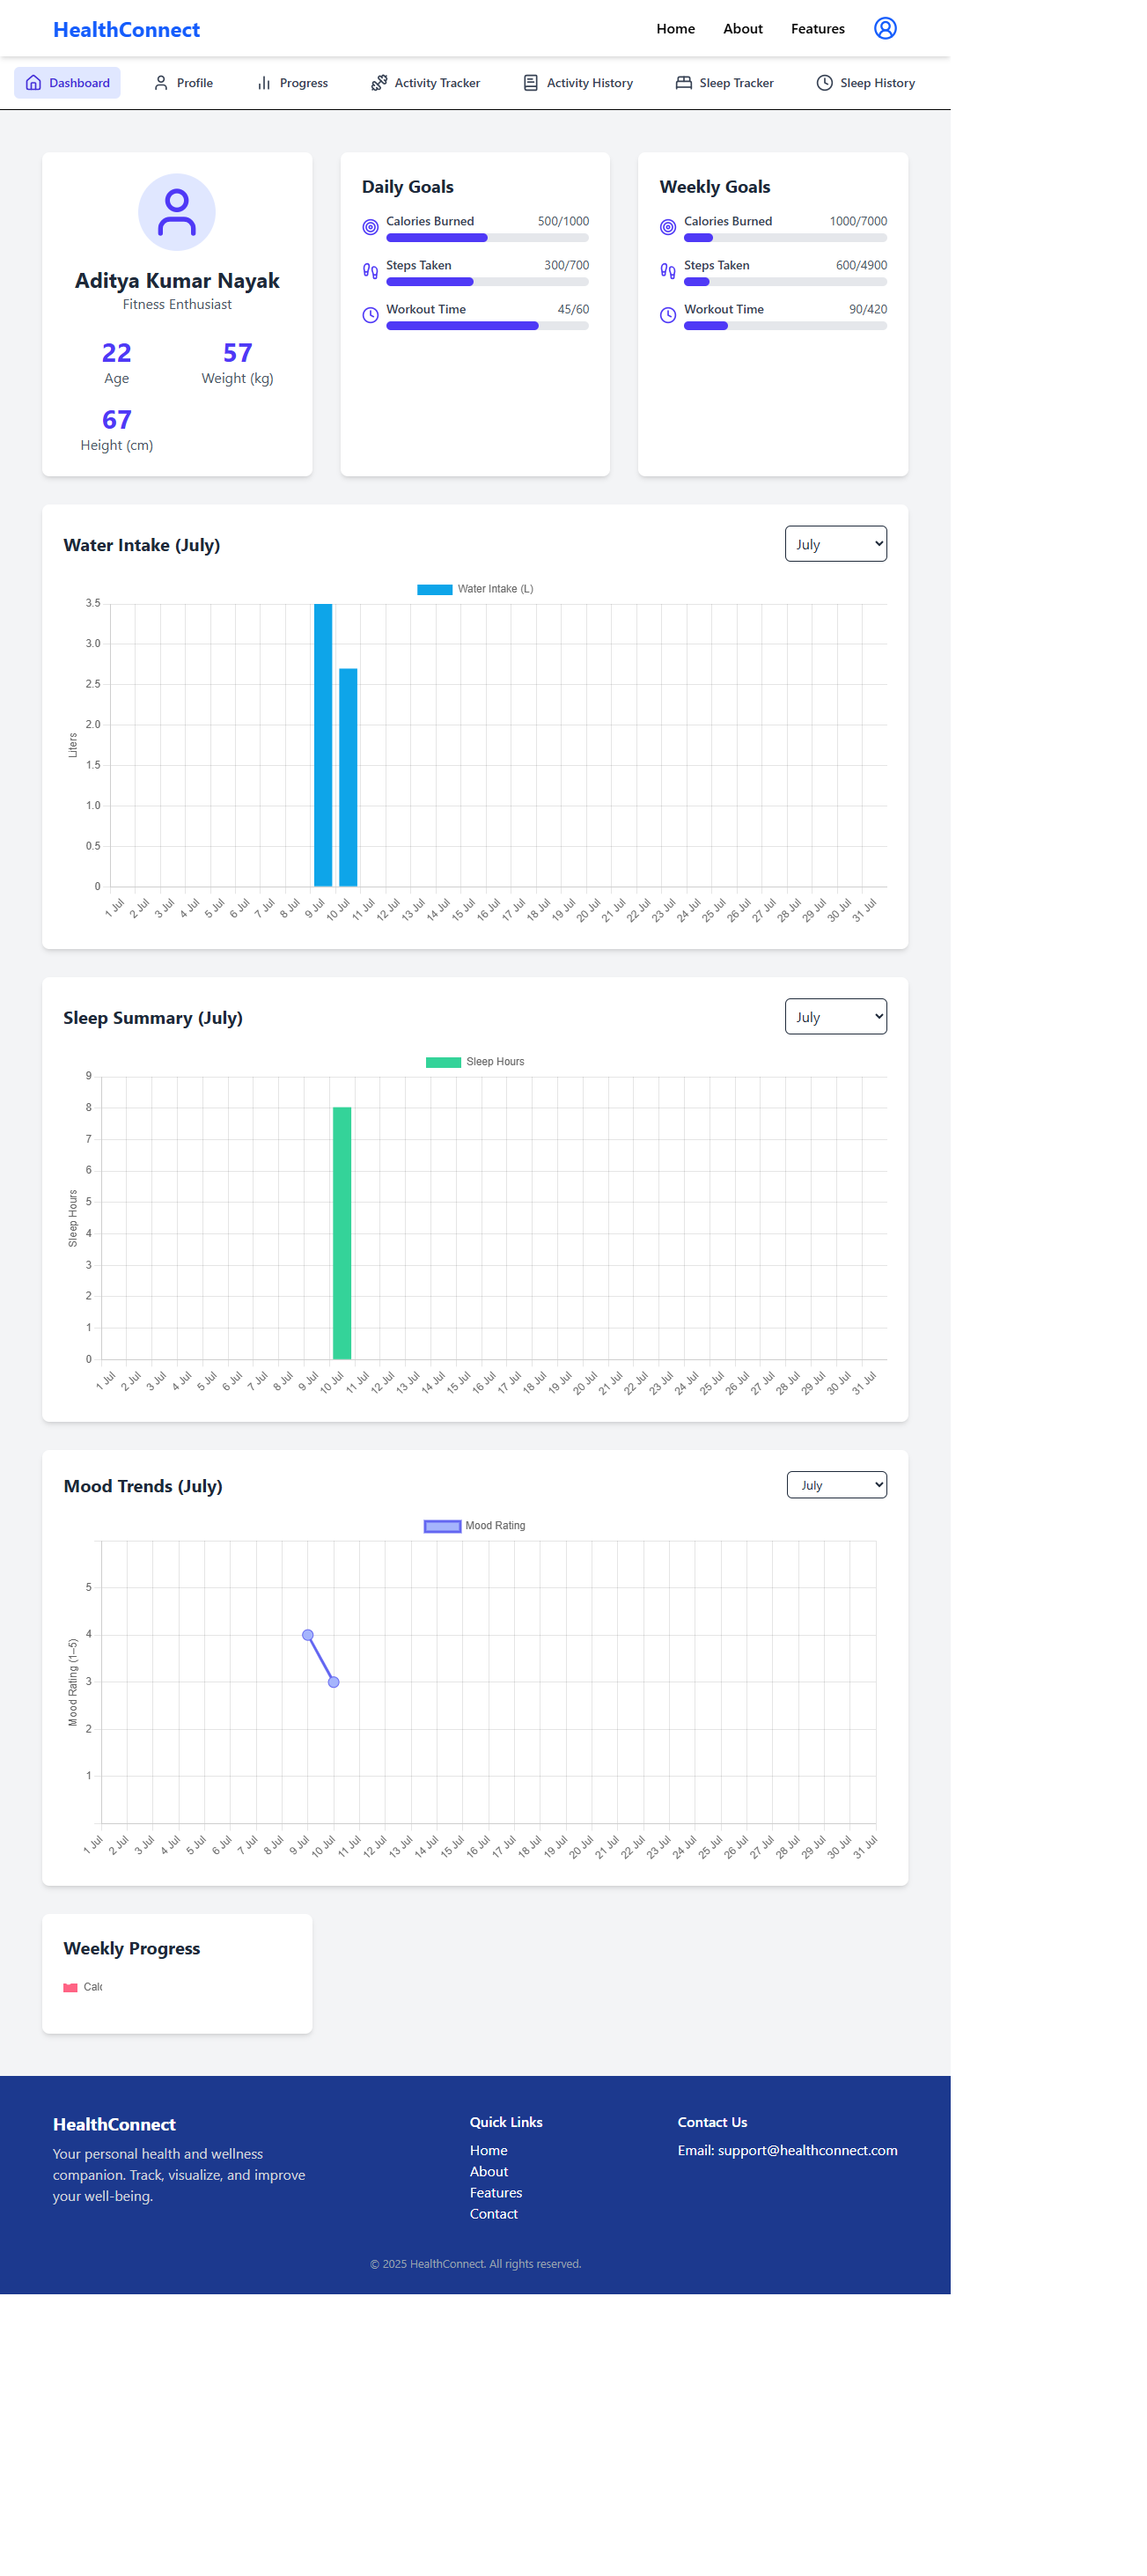 HealthConnect
Home About Features
Dashboard Profile Progress Activity Tracker Activity History Sleep Tracker Sleep History
Aditya Kumar Nayak
Fitness Enthusiast
22
Age
57
Weight (kg)
67
Height (cm)
Daily Goals
Calories Burned 500/1000
Steps Taken 300/700
Workout Time 45/60
Weekly Goals
Calories Burned 1000/7000
Steps Taken 600/4900
Workout Time 90/420
Water Intake (July)
July
Water Intake (L)
Liters
3.5
3.0
2.5
2.0
1.5
1.0
0.5
0
1 Jul 2 Jul 3 Jul 4 Jul 5 Jul 6 Jul 7 Jul 8 Jul 9 Jul 10 Jul 11 Jul 12 Jul 13 Jul 14 Jul 15 Jul 16 Jul 17 Jul 18 Jul 19 Jul 20 Jul 21 Jul 22 Jul 23 Jul 24 Jul 25 Jul 26 Jul 27 Jul 28 Jul 29 Jul 30 Jul 31 Jul
Sleep Summary (July)
July
Sleep Hours
Sleep Hours
9
8
7
6
5
4
3
2
1
0
1 Jul 2 Jul 3 Jul 4 Jul 5 Jul 6 Jul 7 Jul 8 Jul 9 Jul 10 Jul 11 Jul 12 Jul 13 Jul 14 Jul 15 Jul 16 Jul 17 Jul 18 Jul 19 Jul 20 Jul 21 Jul 22 Jul 23 Jul 24 Jul 25 Jul 26 Jul 27 Jul 28 Jul 29 Jul 30 Jul 31 Jul
Mood Trends (July)
July
Mood Rating
Mood Rating (1–5)
5
4
3
2
1
1 Jul 2 Jul 3 Jul 4 Jul 5 Jul 6 Jul 7 Jul 8 Jul 9 Jul 10 Jul 11 Jul 12 Jul 13 Jul 14 Jul 15 Jul 16 Jul 17 Jul 18 Jul 19 Jul 20 Jul 21 Jul 22 Jul 23 Jul 24 Jul 25 Jul 26 Jul 27 Jul 28 Jul 29 Jul 30 Jul 31 Jul
Weekly Progress
HealthConnect
Your personal health and wellness
companion. Track, visualize, and improve
your well-being.
Quick Links
Home
About
Features
Contact
Contact Us
Email: support@healthconnect.com
© 2025 HealthConnect. All rights reserved.